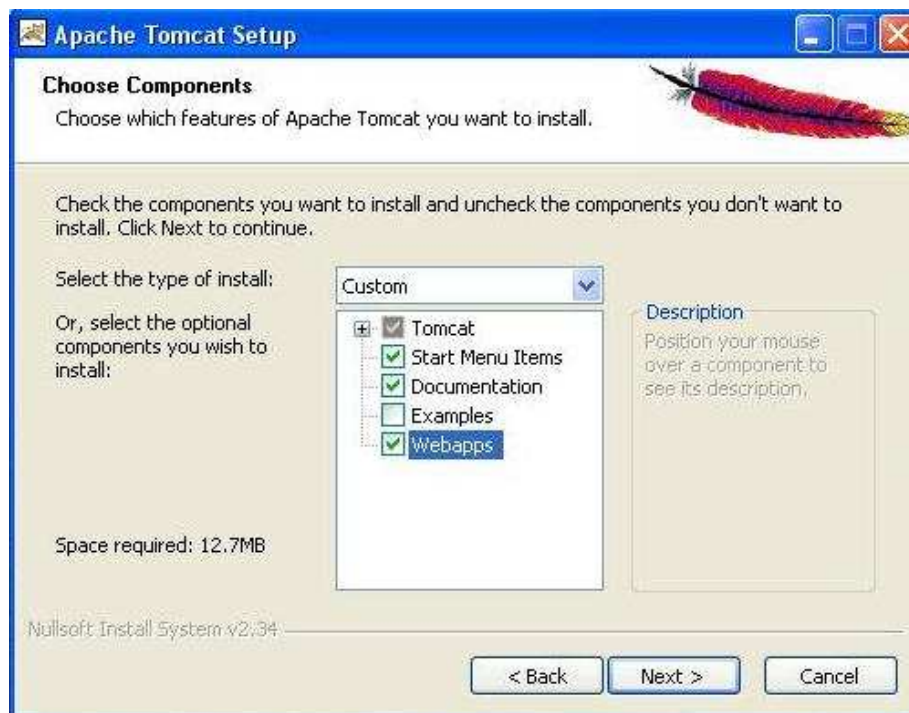 Apache Tomcat Setup
Choose Components
Choose which features of Apache Tomcat you want to install.
Check the components you want to install and uncheck the components you don't want to
install. Click Next to continue.
Select the type of install:
Custom
Or, select the optional
components you wish to
install:
Tomcat
Start Menu Items
Documentation
Examples
Webapps
Description
Position your mouse
over a component to
see its description.
Space required: 12.7MB
Nullsoft Install System v2.34
< Back
Next >
Cancel